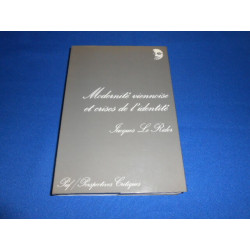 Modernité viennoise
et crises de l'identité
Jacques Le Rider
Puf / Perspectives Critiques